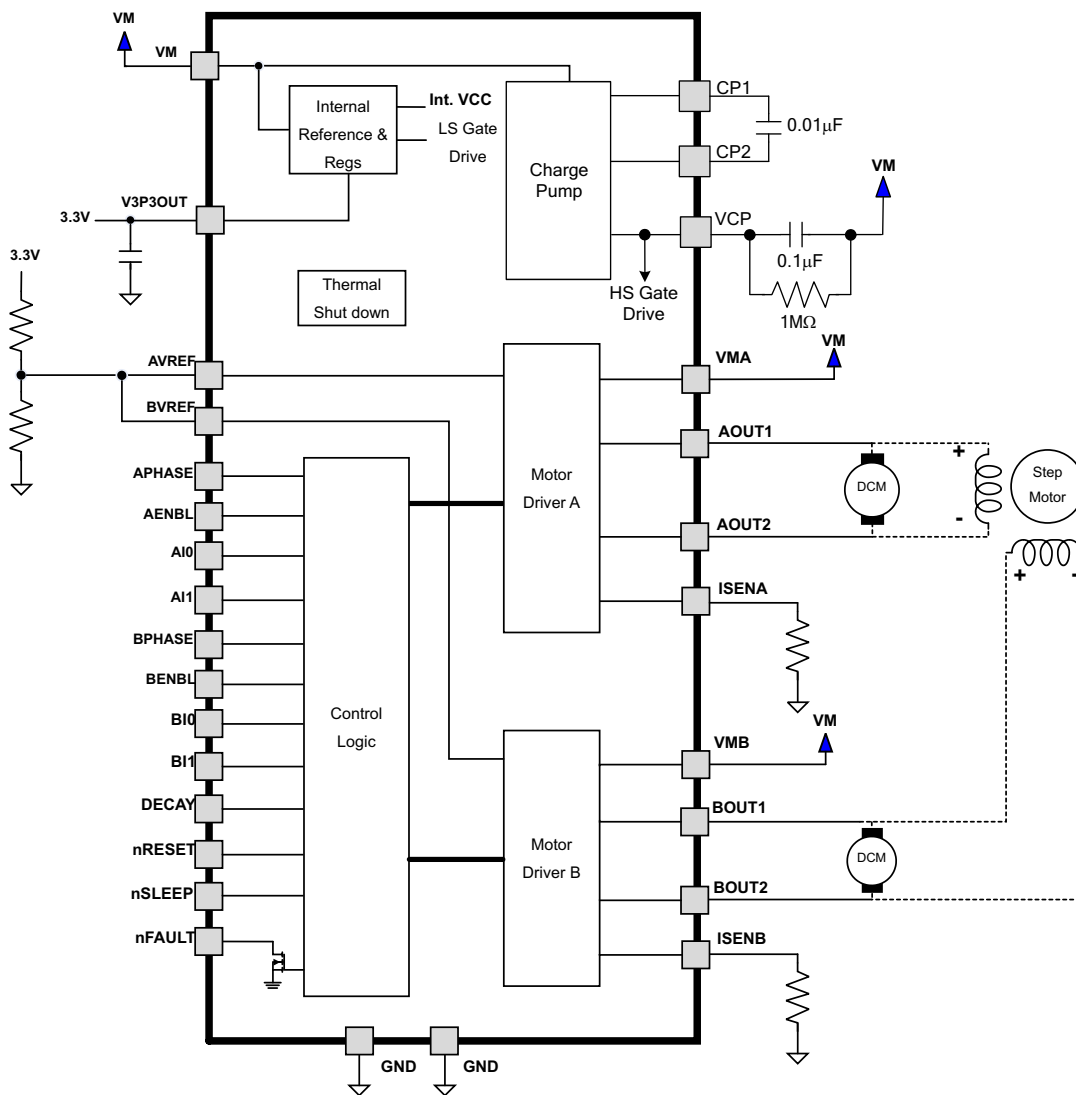 VM
VM
Internal
Reference &
Regs
Int. VCC
LS Gate
Drive
Charge
Pump
CP1
0.01µF
CP2
VM
V3P3OUT
3.3V
VCP
3.3V
0.1µF
HS Gate
Drive
1MΩ
Thermal
Shut down
VM
AVREF
VMA
BVREF
AOUT1
APHASE
Motor
Driver A
+
DCM
Step
Motor
AENBL
-
AOUT2
AI0
+
-
AI1
ISENA
BPHASE
BENBL
BI0
Control
Logic
VM
VMB
BI1
DECAY
BOUT1
nRESET
Motor
Driver B
DCM
nSLEEP
BOUT2
nFAULT
ISENB
GND
GND